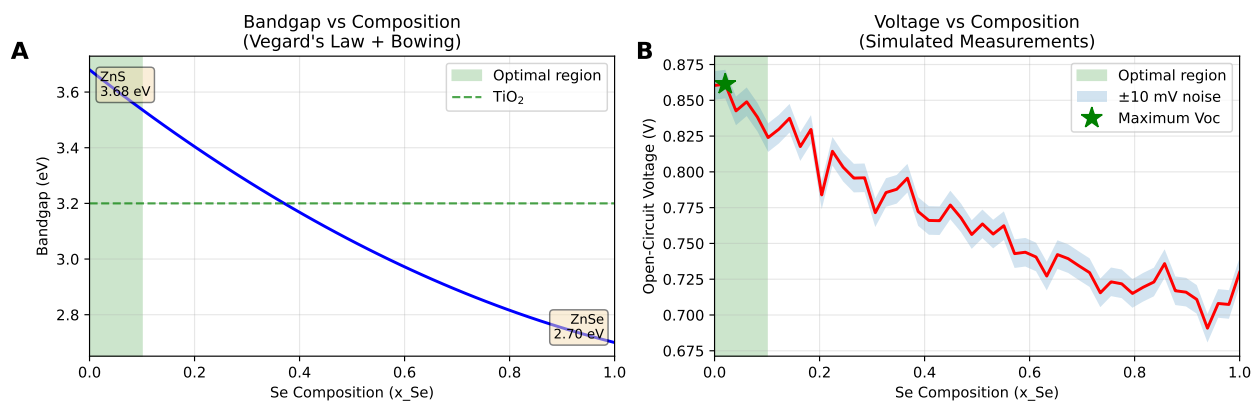 A
Bandgap vs Composition
(Vegard's Law + Bowing)
ZnS
3.68 eV
Optimal region
TiO₂
ZnSe
2.70 eV
3.6
3.4
3.2
3.0
2.8
Bandgap (eV)
0.0 0.2 0.4 0.6 0.8 1.0
Se Composition (x_Se)
B
Voltage vs Composition
(Simulated Measurements)
Optimal region
±10 mV noise
Maximum Voc
0.875
0.850
0.825
0.800
0.775
0.750
0.725
0.700
0.675
Open-Circuit Voltage (V)
0.0 0.2 0.4 0.6 0.8 1.0
Se Composition (x_Se)